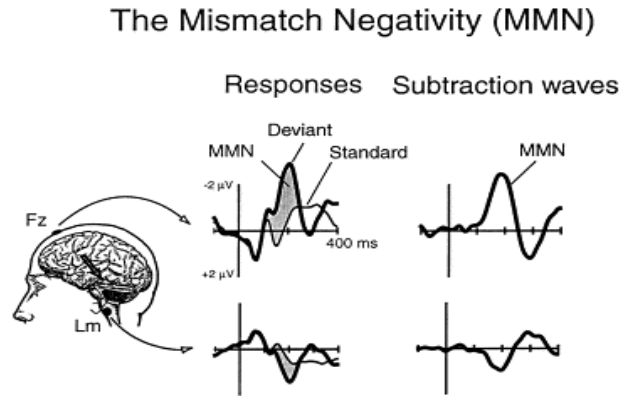 The Mismatch Negativity (MMN)
Responses
Subtraction waves
Deviant
MMN
Standard
MMN
-2 µV
Fz
400 ms
+2 µV
Lm